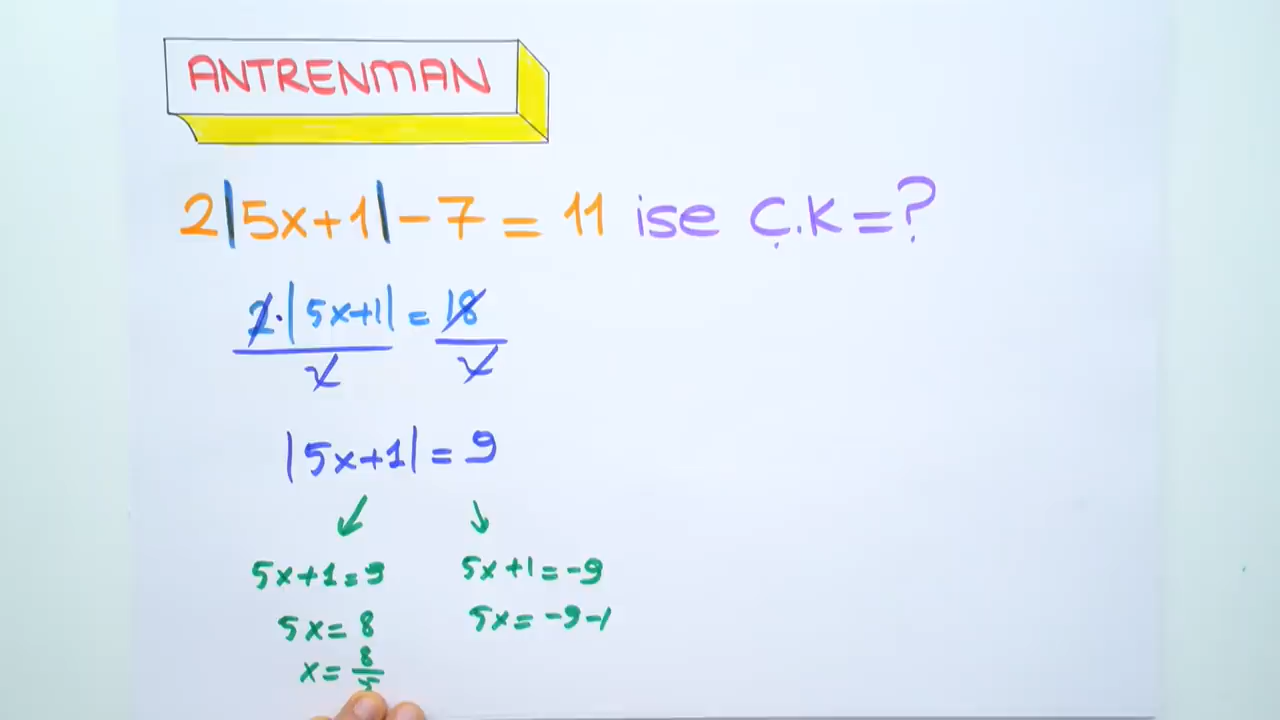 ANTRENMAN
2|5x+1|-7=11 ise Ç.K=?
2·|5x+1| = 18
2 2
|5x+1| = 9
↙ ↘
5x+1=9 5x+1=-9
5x=8 5x=-9-1
x=8/5